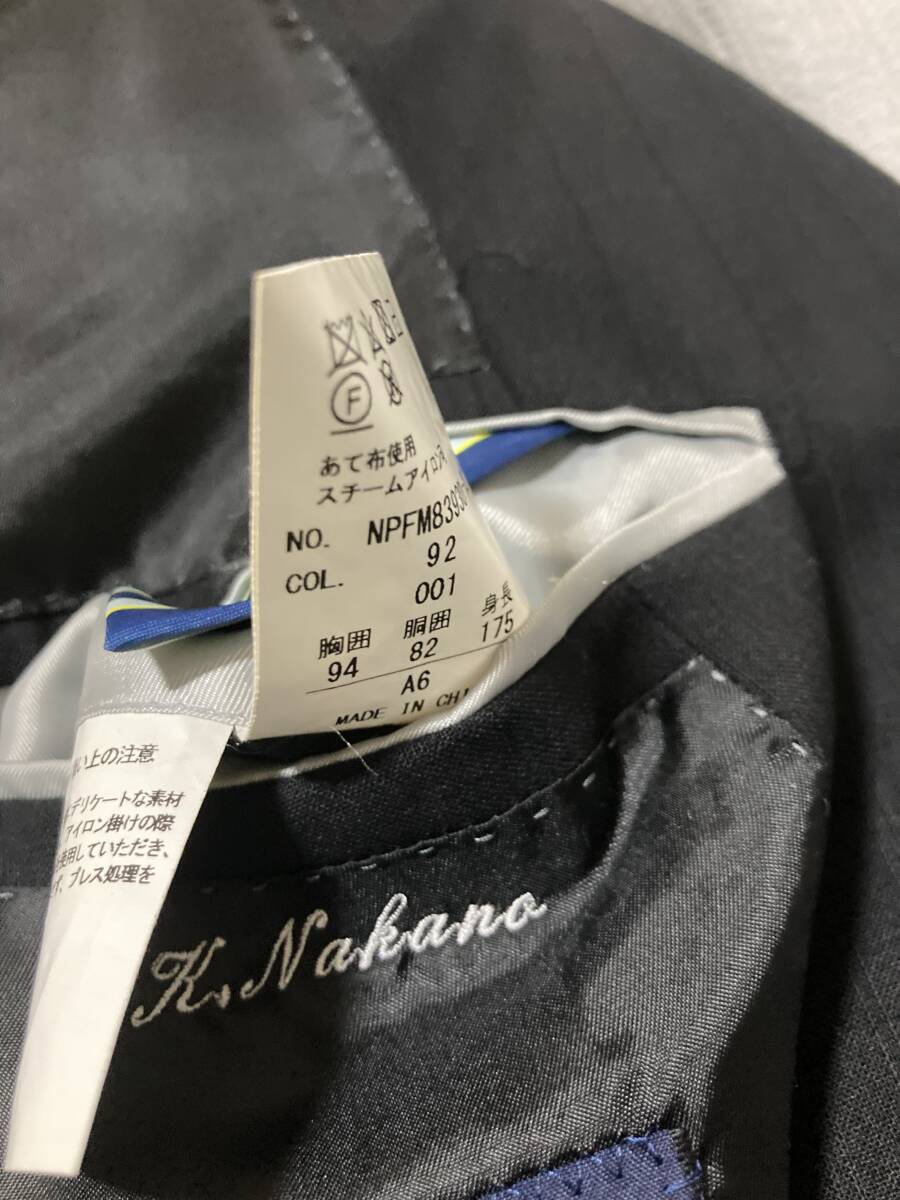 F
あて布使用
スチームアイロン
NO. NPFM8393
92
COL. 001
胸囲 胴囲 身長
94 82 175
A6
MADE IN CHI
い上の注意
デリケートな素材
アイロン掛けの際
使用していただき、
プレス処理を
K.Nakano